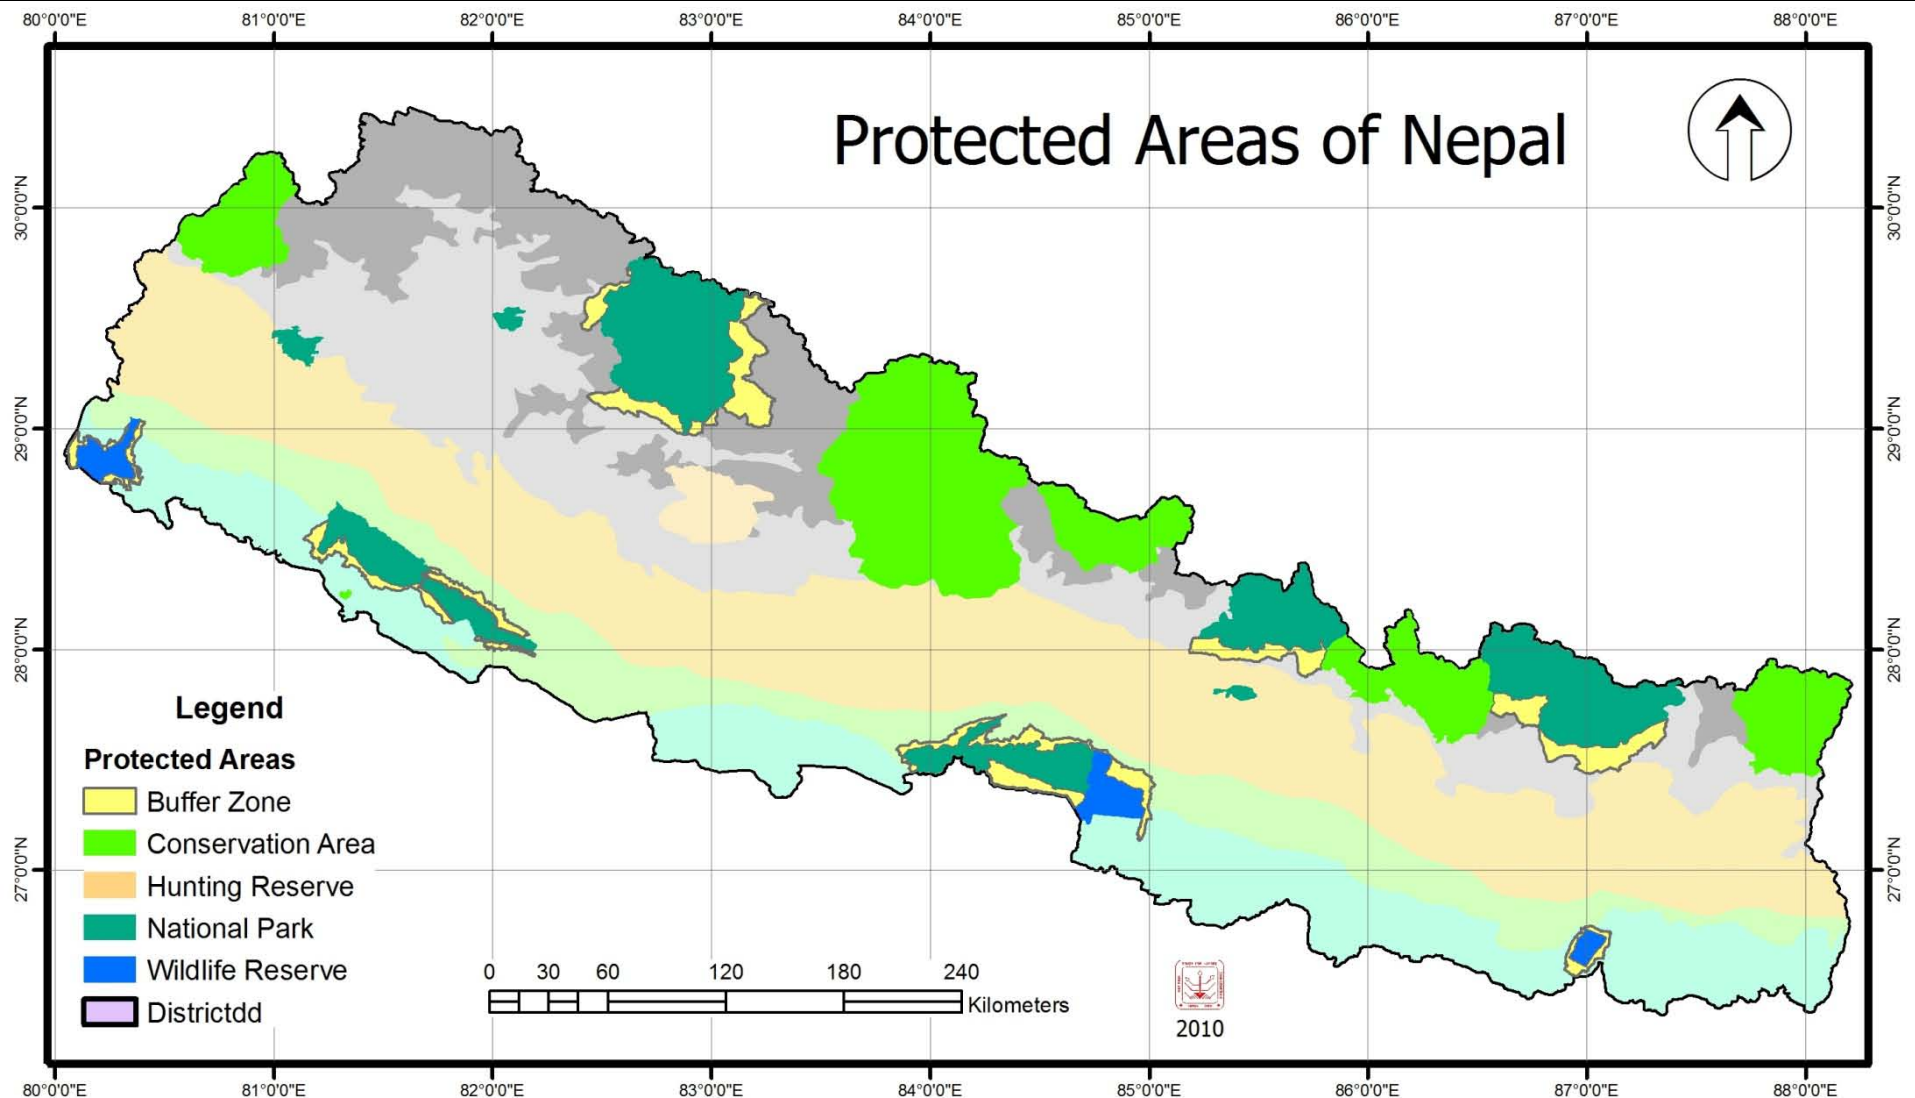 80°0'0"E 81°0'0"E 82°0'0"E 83°0'0"E 84°0'0"E 85°0'0"E 86°0'0"E 87°0'0"E 88°0'0"E
Protected Areas of Nepal
30°0'0"N 30°0'0"N
29°0'0"N 29°0'0"N
28°0'0"N 28°0'0"N
27°0'0"N 27°0'0"N
Legend
Protected Areas
Buffer Zone
Conservation Area
Hunting Reserve
National Park
Wildlife Reserve
Districtdd
0 30 60 120 180 240
Kilometers
2010
80°0'0"E 81°0'0"E 82°0'0"E 83°0'0"E 84°0'0"E 85°0'0"E 86°0'0"E 87°0'0"E 88°0'0"E